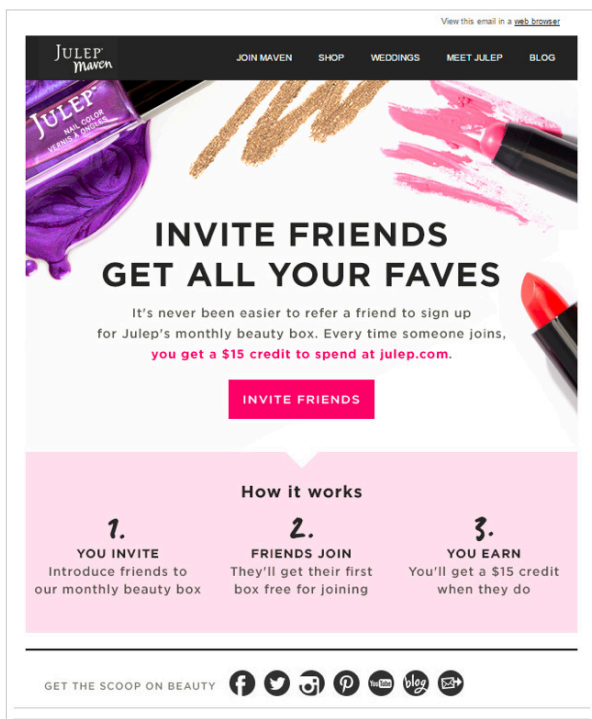 View this email in a web browser
JULEP
Maven
JOIN MAVEN SHOP WEDDINGS MEET JULEP BLOG
JULEP
NAIL COLOR
VERNIS À ONGLES
INVITE FRIENDS
GET ALL YOUR FAVES
It's never been easier to refer a friend to sign up
for Julep's monthly beauty box. Every time someone joins,
you get a $15 credit to spend at julep.com.
INVITE FRIENDS
How it works
1.
YOU INVITE
Introduce friends to
our monthly beauty box
2.
FRIENDS JOIN
They'll get their first
box free for joining
3.
YOU EARN
You'll get a $15 credit
when they do
GET THE SCOOP ON BEAUTY
You Tube
blog